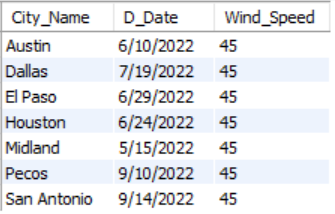 City_Name D_Date Wind_Speed
Austin 6/10/2022 45
Dallas 7/19/2022 45
El Paso 6/29/2022 45
Houston 6/24/2022 45
Midland 5/15/2022 45
Pecos 9/10/2022 45
San Antonio 9/14/2022 45